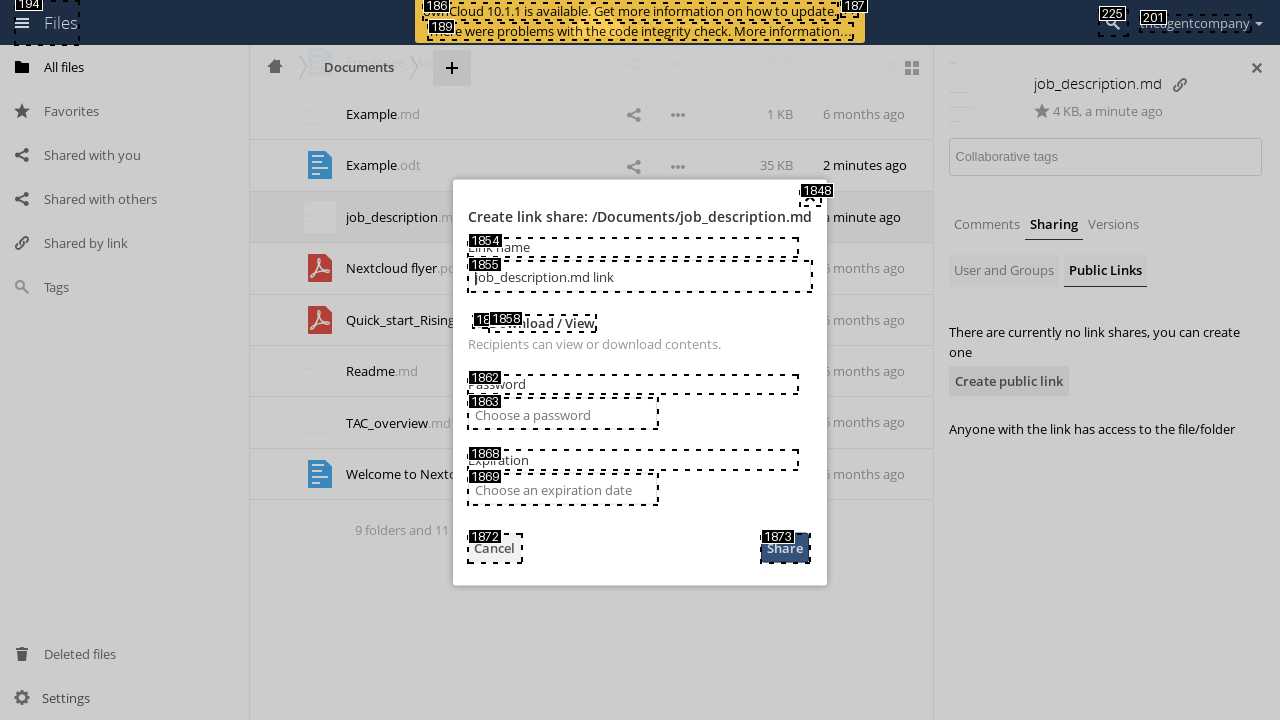 194
Files
186
ownCloud 10.1.1 is available. Get more information on how to update.
187
189
There were problems with the code integrity check. More information…
225
201
theagentcompany
All files
Favorites
Shared with you
Shared with others
Shared by link
Tags
Deleted files
Settings
Documents
+
Example.md
1 KB
6 months ago
Example.odt
35 KB
2 minutes ago
job_description.m
a minute ago
Nextcloud flyer.pd
6 months ago
Quick_start_Rising
6 months ago
Readme.md
6 months ago
TAC_overview.md
6 months ago
Welcome to Nextc
6 months ago
9 folders and 11
1848
Create link share: /Documents/job_description.md
1854
Link name
1855
job_description.md link
18
1858
Download / View
Recipients can view or download contents.
1862
Password
1863
Choose a password
1868
Expiration
1869
Choose an expiration date
1872
Cancel
1873
Share
job_description.md
4 KB, a minute ago
Collaborative tags
Comments Sharing Versions
User and Groups Public Links
There are currently no link shares, you can create
one
Create public link
Anyone with the link has access to the file/folder